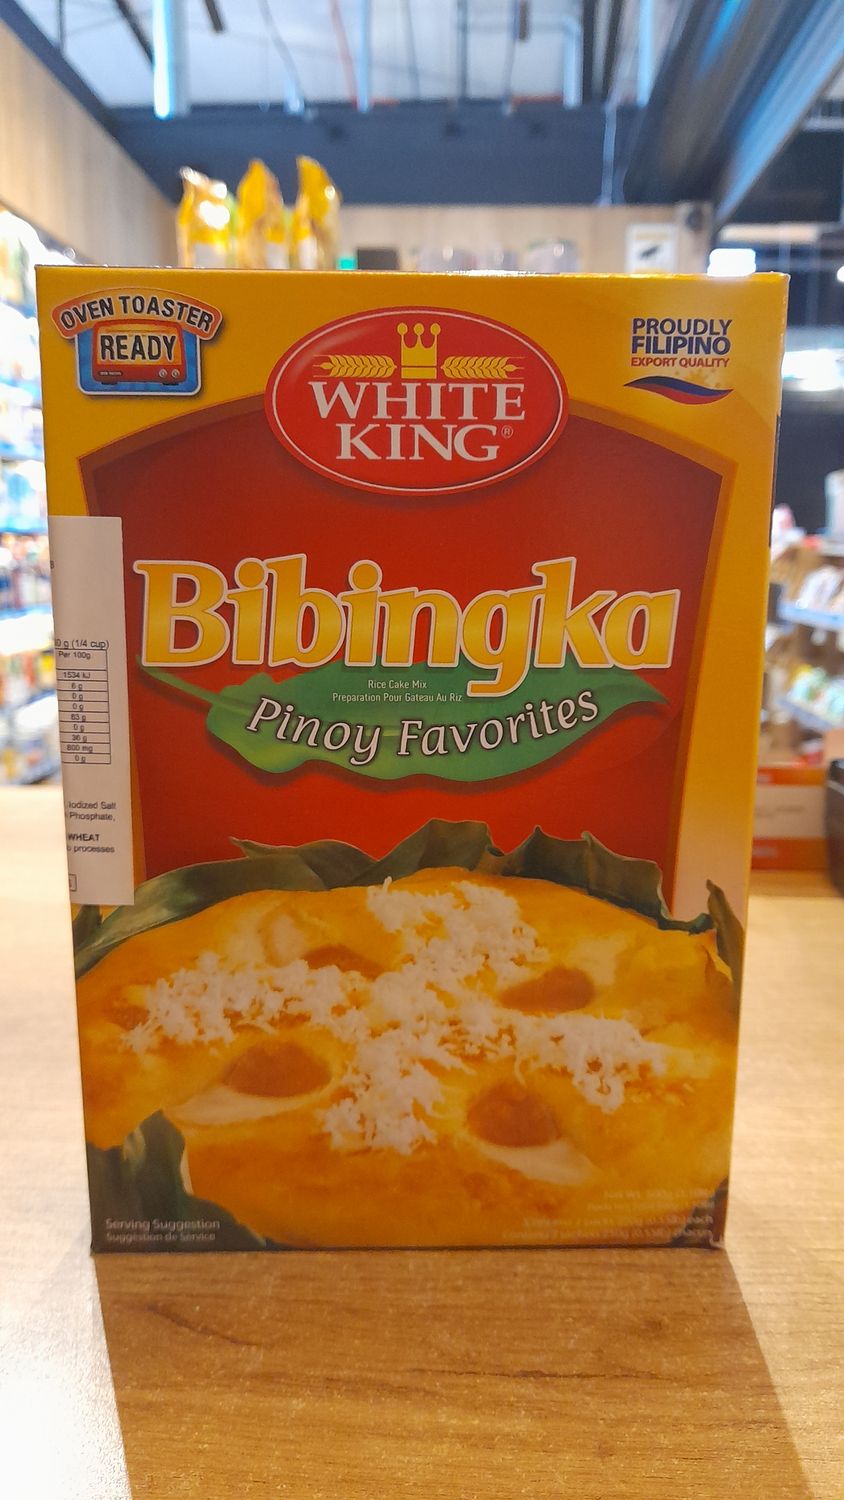 OVEN TOASTER
READY
WHITE
KING®
PROUDLY
FILIPINO
EXPORT QUALITY
Bibingka
Rice Cake Mix
Preparation Pour Gateau Au Riz
Pinoy Favorites
0 g (1/4 cup)
Per 100g
1534 kJ
6 g
0 g
0 g
63 g
0 g
36 g
800 mg
0 g
Iodized Salt
Phosphate,
WHEAT
processes
Serving Suggestion
Suggestion de Service